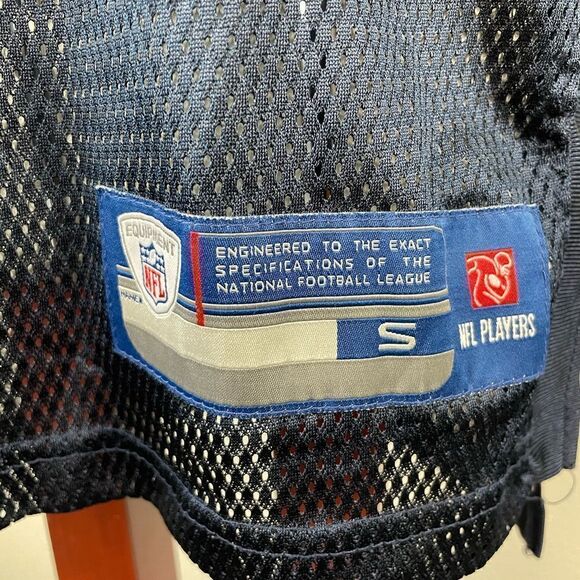 EQUIPMENT
NFL
ENGINEERED TO THE EXACT
SPECIFICATIONS OF THE
NATIONAL FOOTBALL LEAGUE
S
NFL PLAYERS